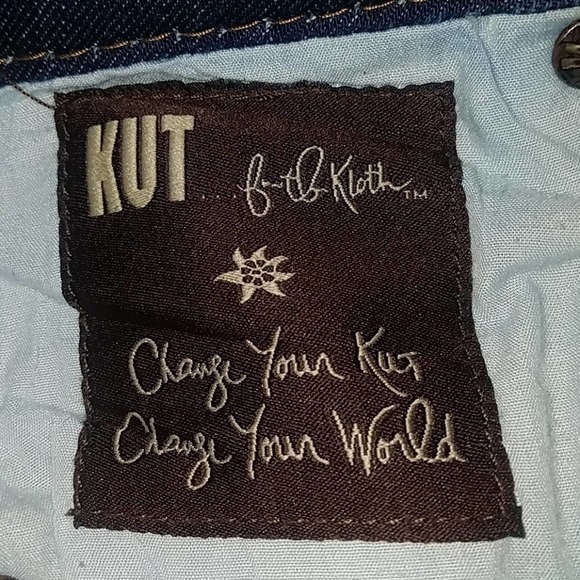 KUT....from the Kloth™
Change Your Kut
Change Your World